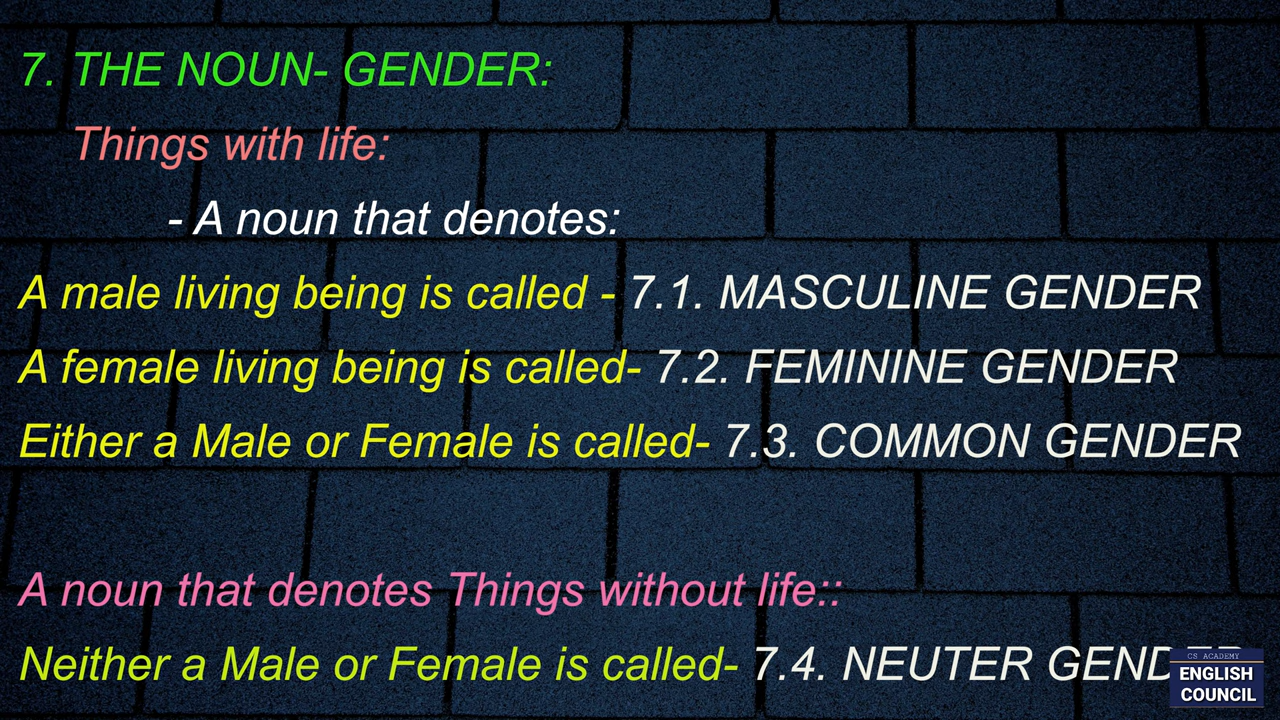 7. THE NOUN- GENDER:
Things with life:
- A noun that denotes:
A male living being is called - 7.1. MASCULINE GENDER
A female living being is called- 7.2. FEMININE GENDER
Either a Male or Female is called- 7.3. COMMON GENDER
A noun that denotes Things without life::
Neither a Male or Female is called- 7.4. NEUTER GENDER
CS ACADEMY
ENGLISH
COUNCIL